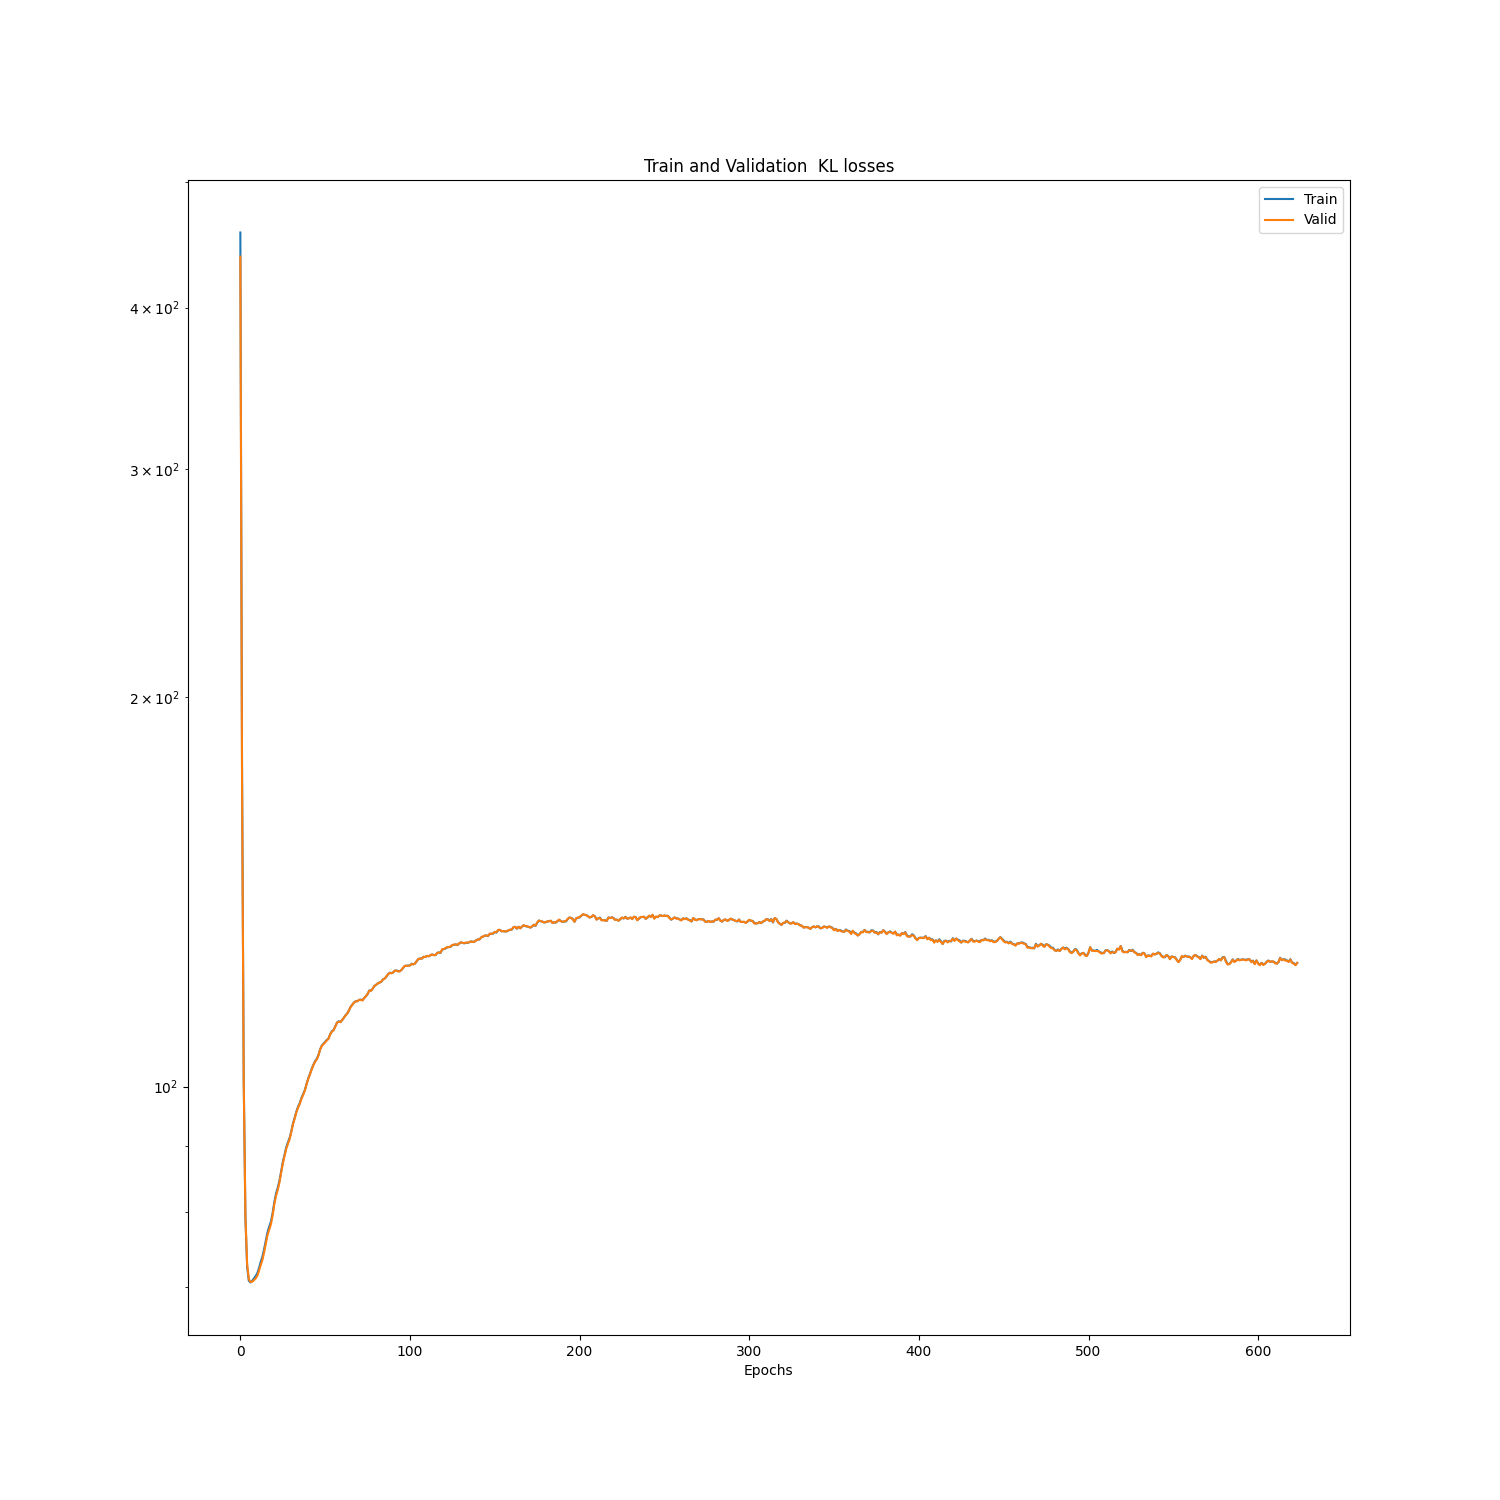 Train and Validation  KL losses
Train
Valid
4 × 10²
3 × 10²
2 × 10²
10²
0 100 200 300 400 500 600
Epochs